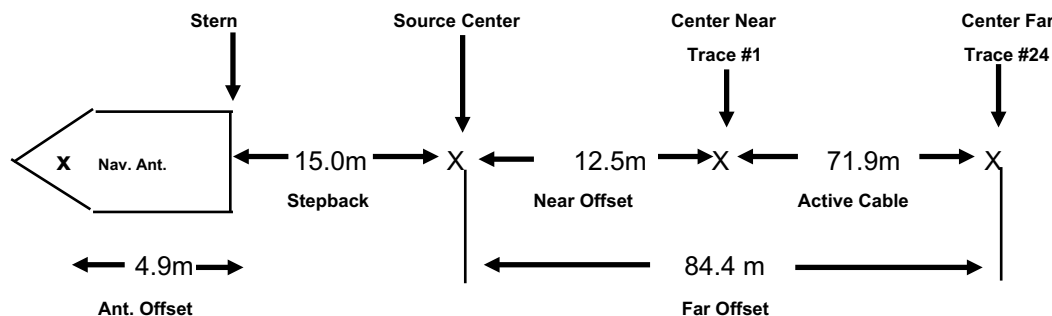 Stern
Source Center
Center Near
Trace #1
Center Far
Trace #24
X
Nav. Ant.
15.0m
X
12.5m
X
71.9m
X
Stepback
Near Offset
Active Cable
4.9m
84.4 m
Ant. Offset
Far Offset